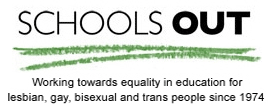 SCHOOLS OUT
Working towards equality in education for
lesbian, gay, bisexual and trans people since 1974